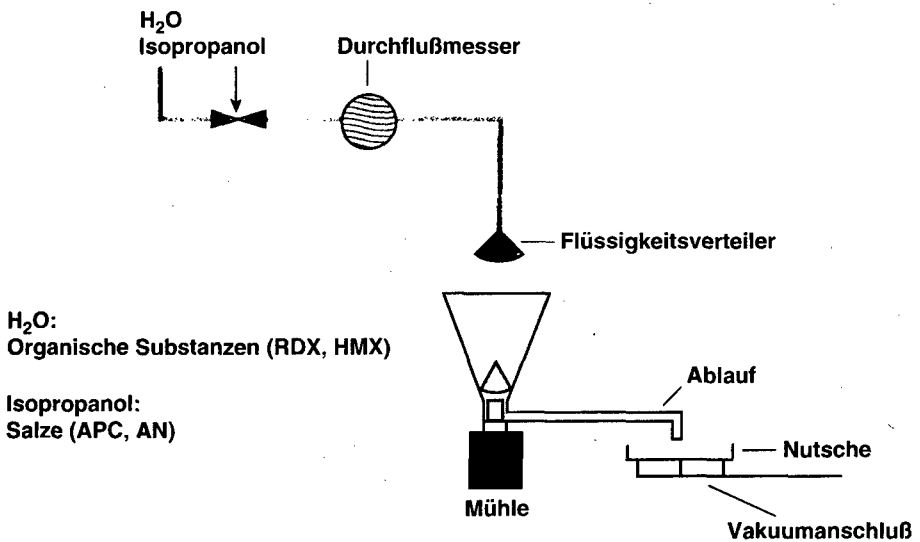 H₂O
Isopropanol
Durchflußmesser
Flüssigkeitsverteiler
H₂O:
Organische Substanzen (RDX, HMX)
Isopropanol:
Salze (APC, AN)
Ablauf
Nutsche
Mühle
Vakuumanschluß